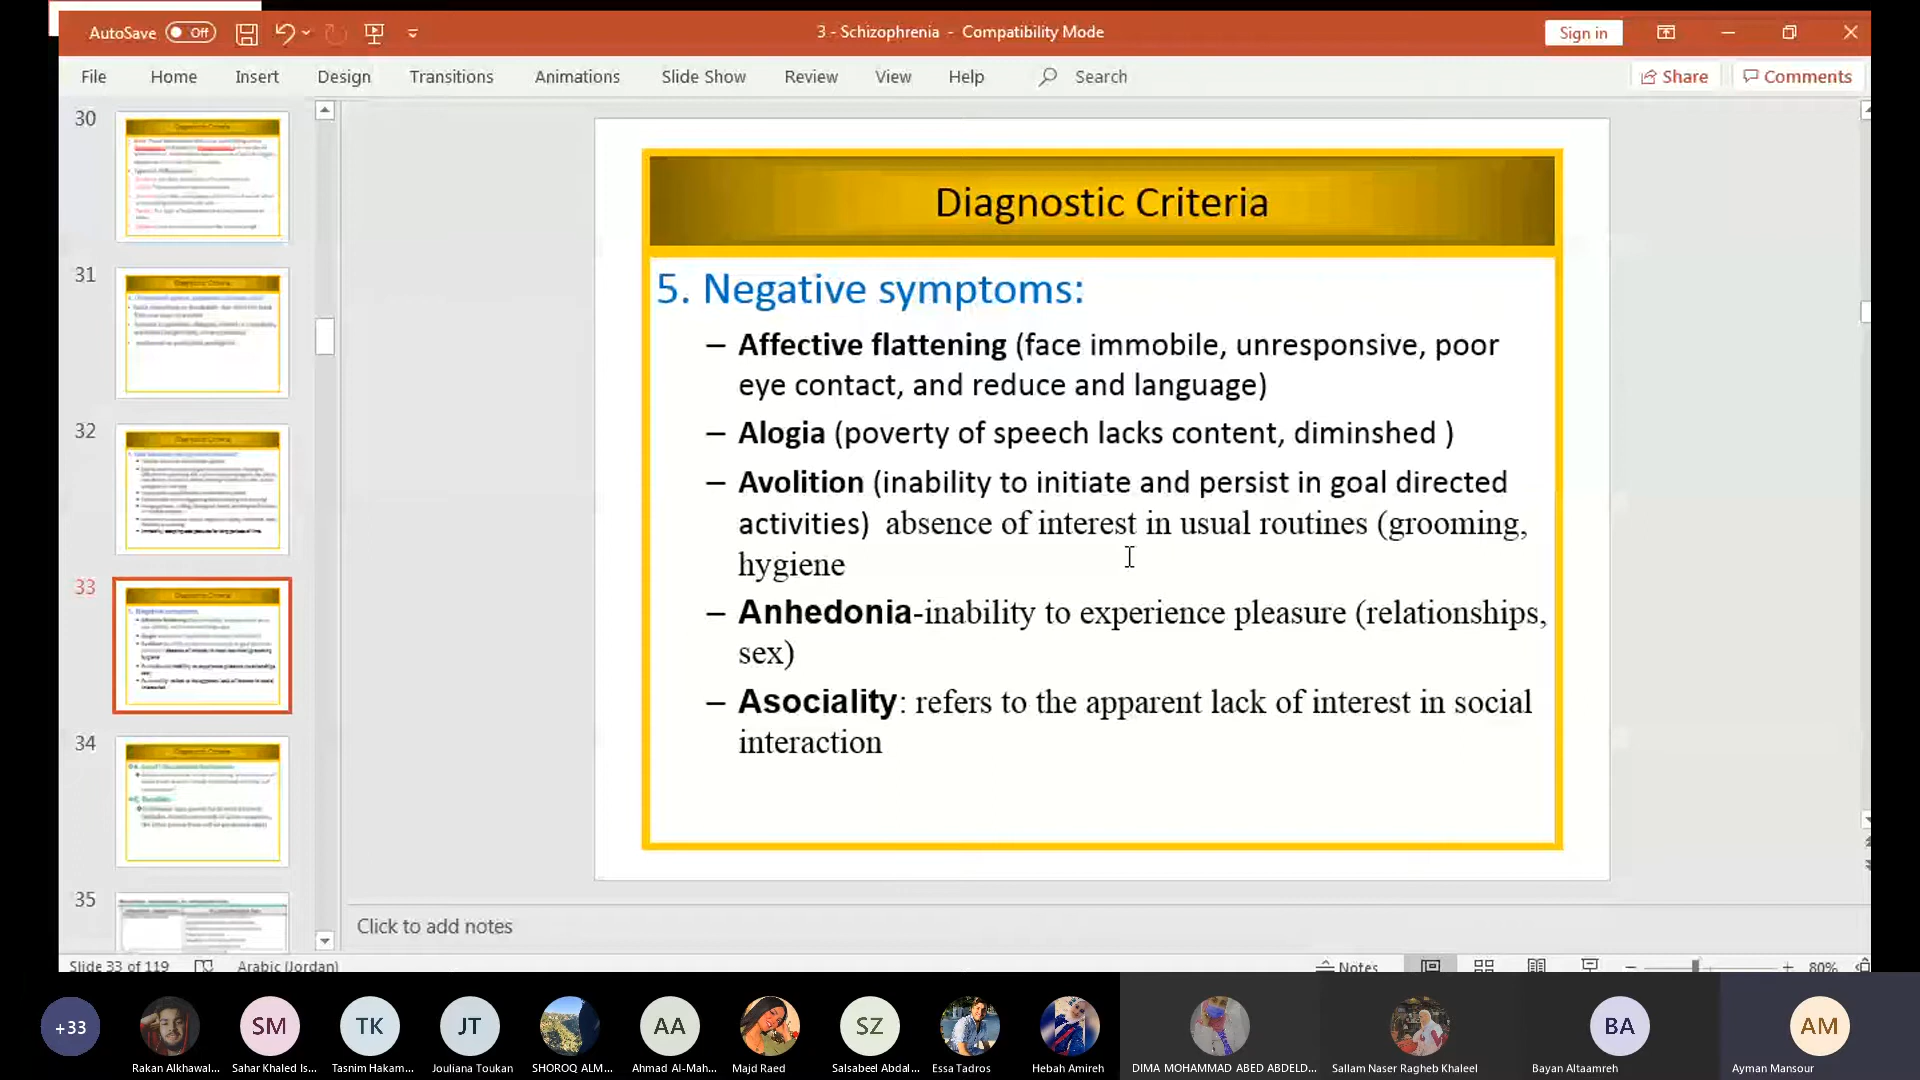 AutoSave Off
3 - Schizophrenia - Compatibility Mode
Sign in
File Home Insert Design Transitions Animations Slide Show Review View Help Search
Share Comments
30
31
32
33
34
35
Diagnostic Criteria
5. Negative symptoms:
– Affective flattening (face immobile, unresponsive, poor
eye contact, and reduce and language)
– Alogia (poverty of speech lacks content, diminshed )
– Avolition (inability to initiate and persist in goal directed
activities) absence of interest in usual routines (grooming,
hygiene
– Anhedonia-inability to experience pleasure (relationships,
sex)
– Asociality: refers to the apparent lack of interest in social
interaction
Click to add notes
Slide 33 of 119 Arabic (Jordan)
Notes 80%
+33 SM TK JT AA SZ BA AM
Rakan Alkhawal... Sahar Khaled Is... Tasnim Hakam... Jouliana Toukan SHOROQ ALM... Ahmad Al-Mah... Majd Raed Salsabeel Abdal... Essa Tadros Hebah Amireh DIMA MOHAMMAD ABED ABDELD... Sallam Naser Ragheb Khaleel Bayan Altaamreh Ayman Mansour